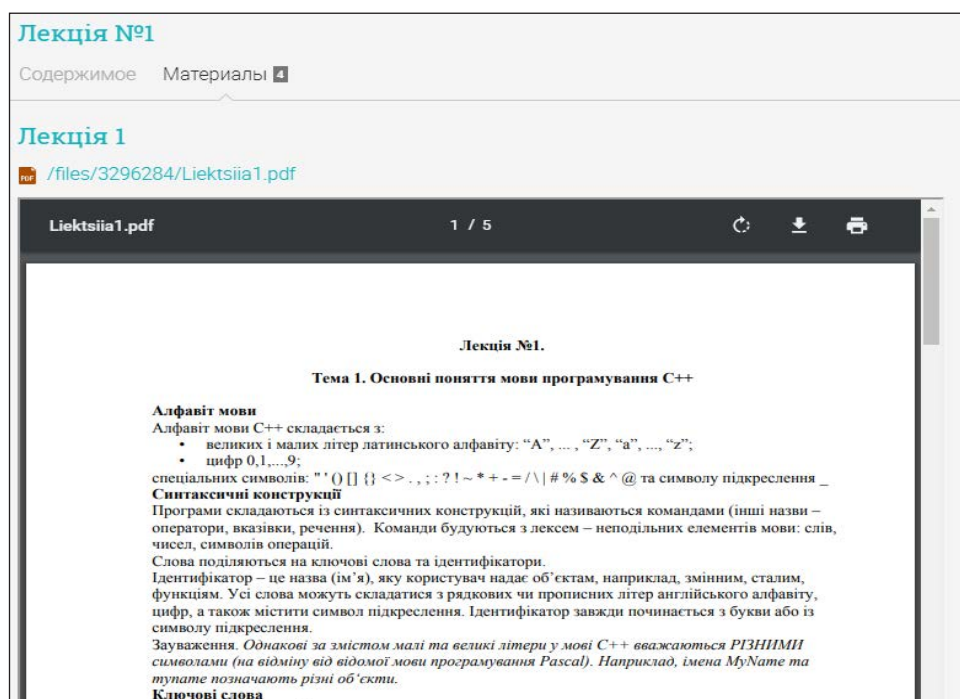 Лекція №1
Содержимое Материалы 4
Лекція 1
PDF /files/3296284/Liektsiia1.pdf
Liektsiia1.pdf 1 / 5
Лекція №1.
Тема 1. Основні поняття мови програмування C++
Алфавіт мови
Алфавіт мови C++ складається з:
• великих і малих літер латинського алфавіту: “A”, ... , “Z”, “a”, ..., “z”;
• цифр 0,1,...,9;
спеціальних символів: " ' () [] {} < > . , ; : ? ! ~ * + - = / \ | # % $ & ^ @ та символу підкреслення _
Синтаксичні конструкції
Програми складаються із синтаксичних конструкцій, які називаються командами (інші назви –
оператори, вказівки, речення). Команди будуються з лексем – неподільних елементів мови: слів,
чисел, символів операцій.
Слова поділяються на ключові слова та ідентифікатори.
Ідентифікатор – це назва (ім’я), яку користувач надає об’єктам, наприклад, змінним, сталим,
функціям. Усі слова можуть складатися з рядкових чи прописних літер англійського алфавіту,
цифр, а також містити символ підкреслення. Ідентифікатор завжди починається з букви або із
символу підкреслення.
Зауваження. Однакові за змістом малі та великі літери у мові C++ вважаються РІЗНИМИ
символами (на відміну від відомої мови програмування Pascal). Наприклад, імена MyName та
myname позначають різні об‘єкти.
Ключові слова